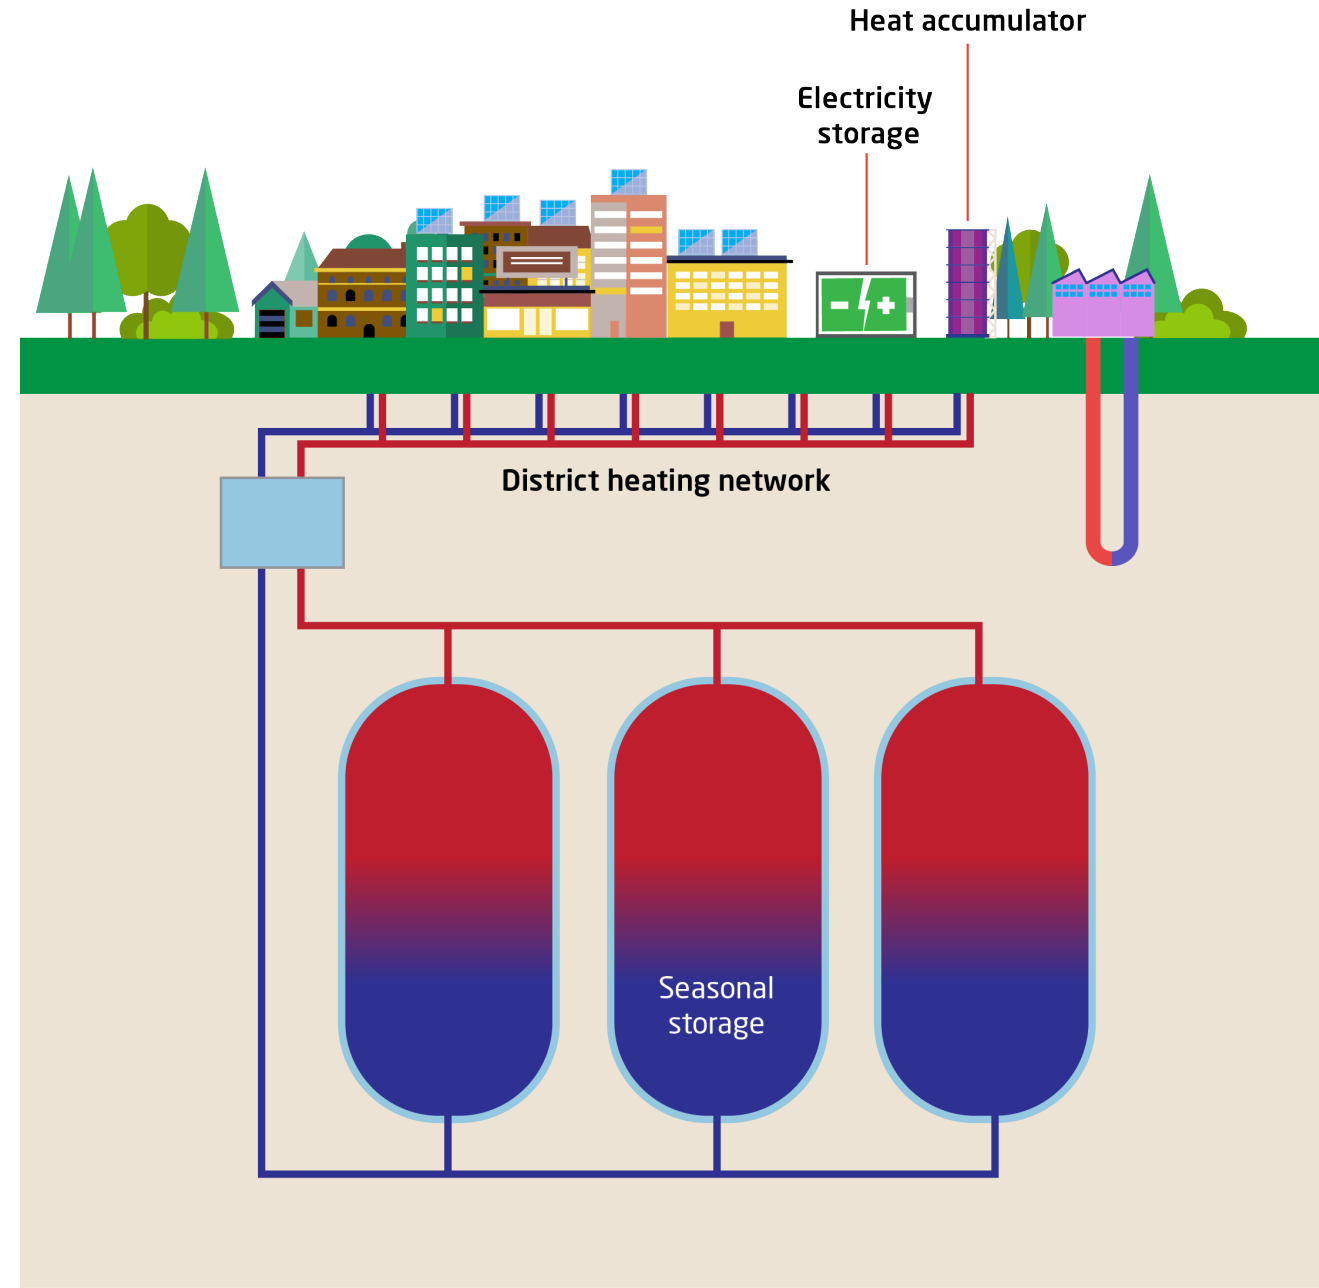 Heat accumulator
Electricity
storage
District heating network
Seasonal
storage